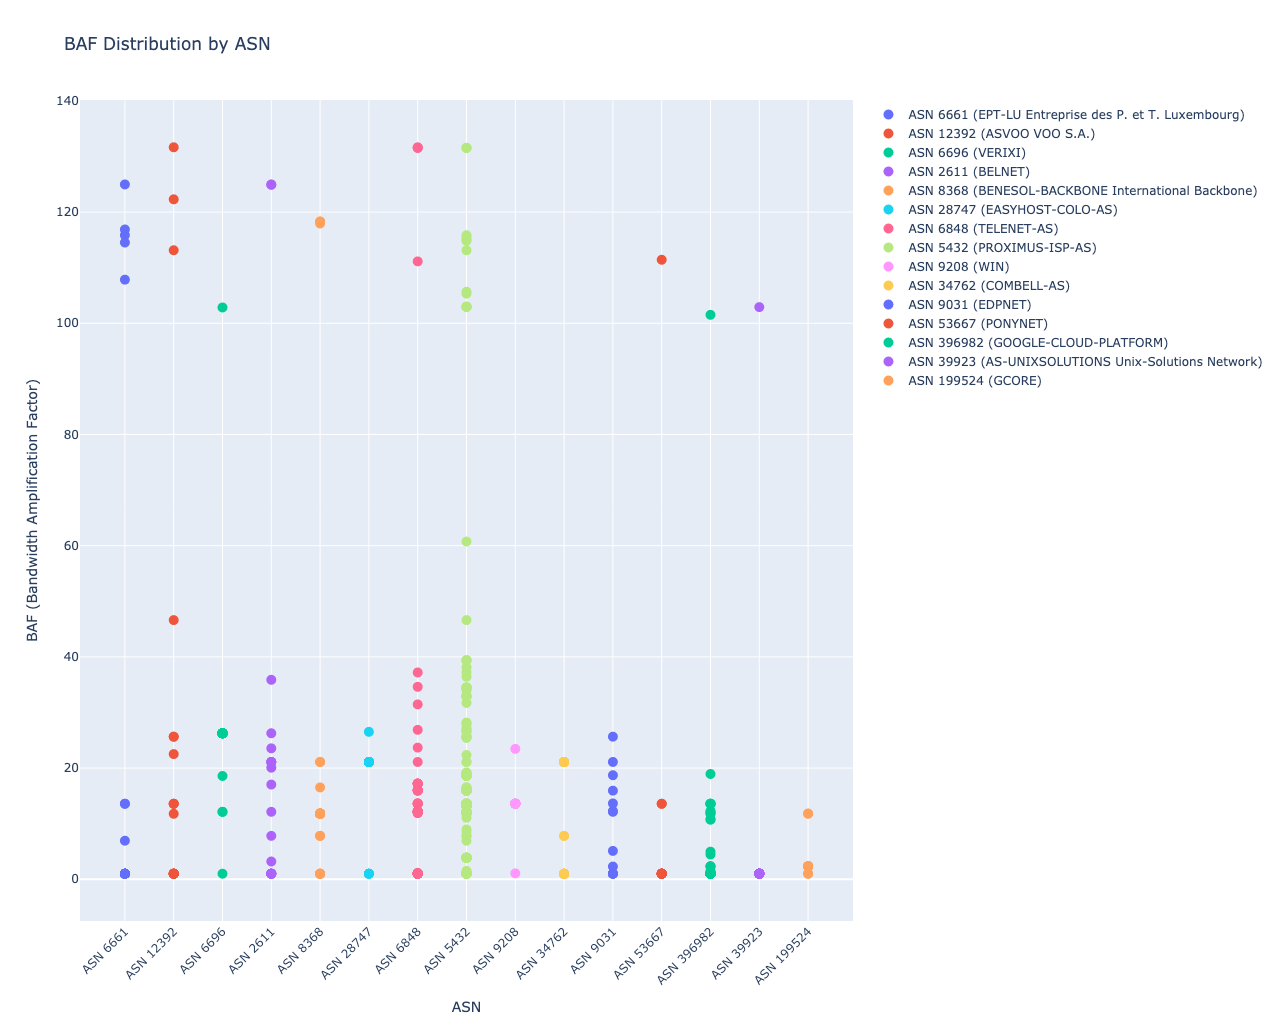 BAF Distribution by ASN
140
120
100
80
60
40
20
0
BAF (Bandwidth Amplification Factor)
ASN 6661
ASN 12392
ASN 6696
ASN 2611
ASN 8368
ASN 28747
ASN 6848
ASN 5432
ASN 9208
ASN 34762
ASN 9031
ASN 53667
ASN 396982
ASN 39923
ASN 199524
ASN
ASN 6661 (EPT-LU Entreprise des P. et T. Luxembourg)
ASN 12392 (ASVOO VOO S.A.)
ASN 6696 (VERIXI)
ASN 2611 (BELNET)
ASN 8368 (BENESOL-BACKBONE International Backbone)
ASN 28747 (EASYHOST-COLO-AS)
ASN 6848 (TELENET-AS)
ASN 5432 (PROXIMUS-ISP-AS)
ASN 9208 (WIN)
ASN 34762 (COMBELL-AS)
ASN 9031 (EDPNET)
ASN 53667 (PONYNET)
ASN 396982 (GOOGLE-CLOUD-PLATFORM)
ASN 39923 (AS-UNIXSOLUTIONS Unix-Solutions Network)
ASN 199524 (GCORE)